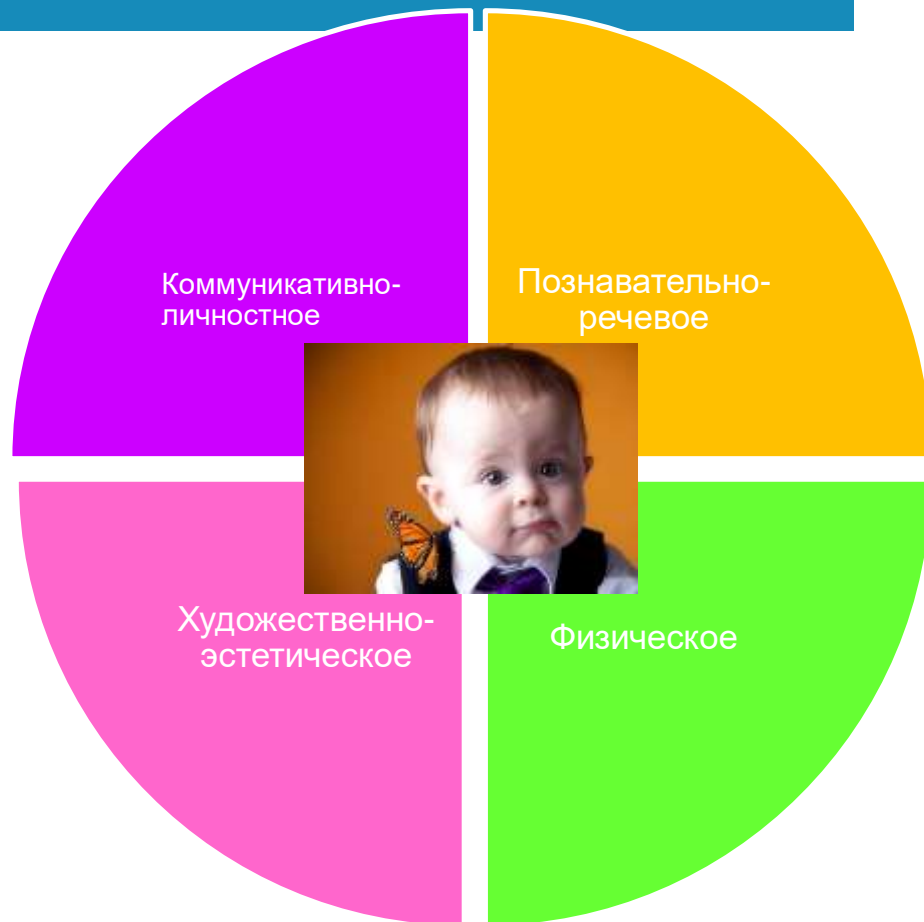 Коммуникативно-
личностное
Познавательно-
речевое
Художественно-
эстетическое
Физическое